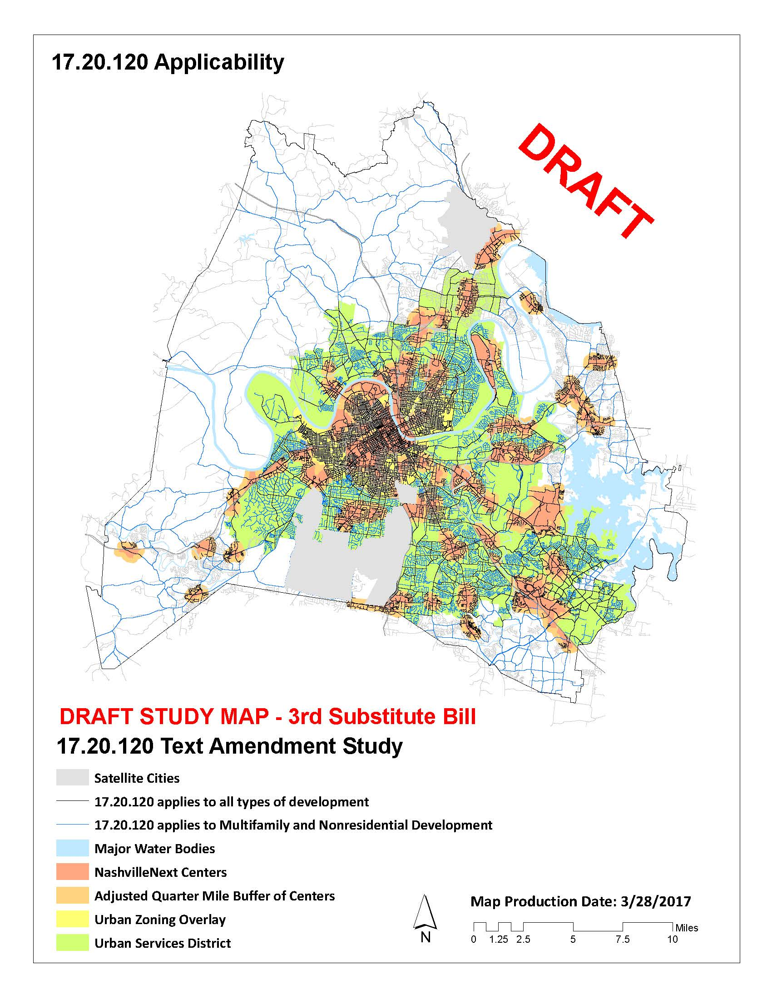 17.20.120 Applicability
DRAFT
DRAFT STUDY MAP - 3rd Substitute Bill
17.20.120 Text Amendment Study
Satellite Cities
17.20.120 applies to all types of development
17.20.120 applies to Multifamily and Nonresidential Development
Major Water Bodies
NashvilleNext Centers
Adjusted Quarter Mile Buffer of Centers
Urban Zoning Overlay
Urban Services District
N
Map Production Date: 3/28/2017
Miles
0 1.25 2.5 5 7.5 10